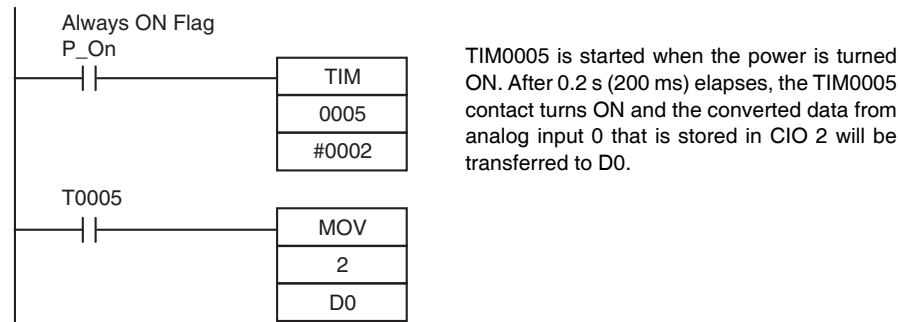 Always ON Flag
P_On
TIM
0005
#0002
T0005
MOV
2
D0
TIM0005 is started when the power is turned
ON. After 0.2 s (200 ms) elapses, the TIM0005
contact turns ON and the converted data from
analog input 0 that is stored in CIO 2 will be
transferred to D0.